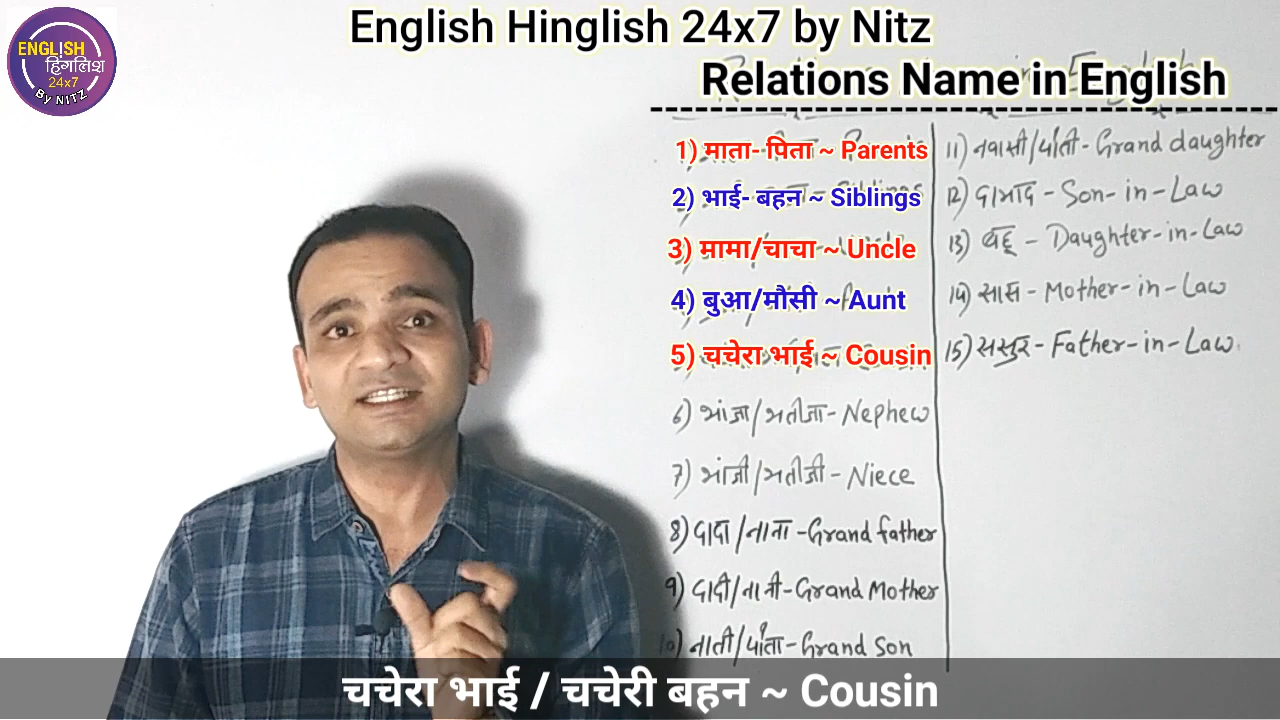 English Hinglish 24x7 by Nitz
ENGLISH
हिंगलिश
24x7
By NITZ
Relations Name in English
1) माता- पिता ~ Parents
2) भाई- बहन ~ Siblings
3) मामा/चाचा ~ Uncle
4) बुआ/मौसी ~ Aunt
5) चचेरा भाई ~ Cousin
6) भांजा/भतीजा - Nephew
7) भांजी/भतीजी - Niece
8) दादा/नाना - Grand father
9) दादी/नानी - Grand Mother
10) नाती/पोता - Grand Son
11) नवासी/पोती - Grand daughter
12) दामाद - Son-in-Law
13) बहू - Daughter-in-Law
14) सास - Mother-in-Law
15) ससुर - Father-in-Law
चचेरा भाई / चचेरी बहन ~ Cousin